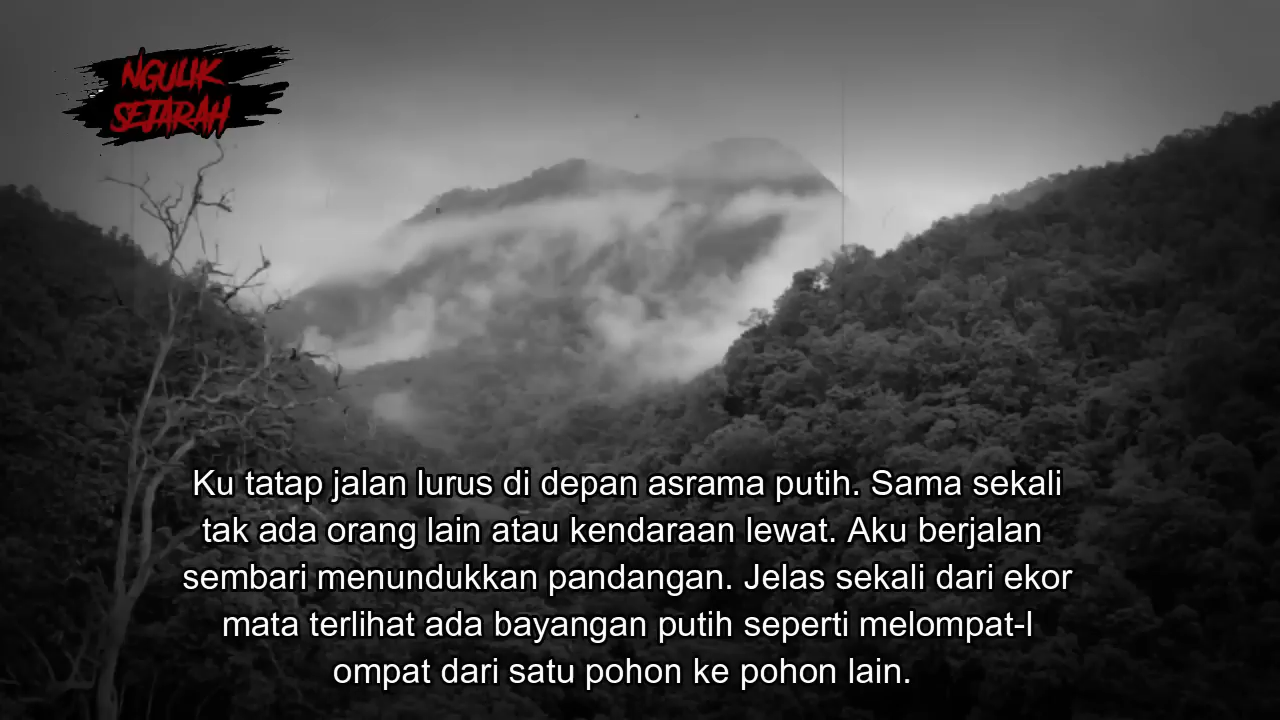 NGULIK
SEJARAH
Ku tatap jalan lurus di depan asrama putih. Sama sekali
tak ada orang lain atau kendaraan lewat. Aku berjalan
sembari menundukkan pandangan. Jelas sekali dari ekor
mata terlihat ada bayangan putih seperti melompat-l
ompat dari satu pohon ke pohon lain.